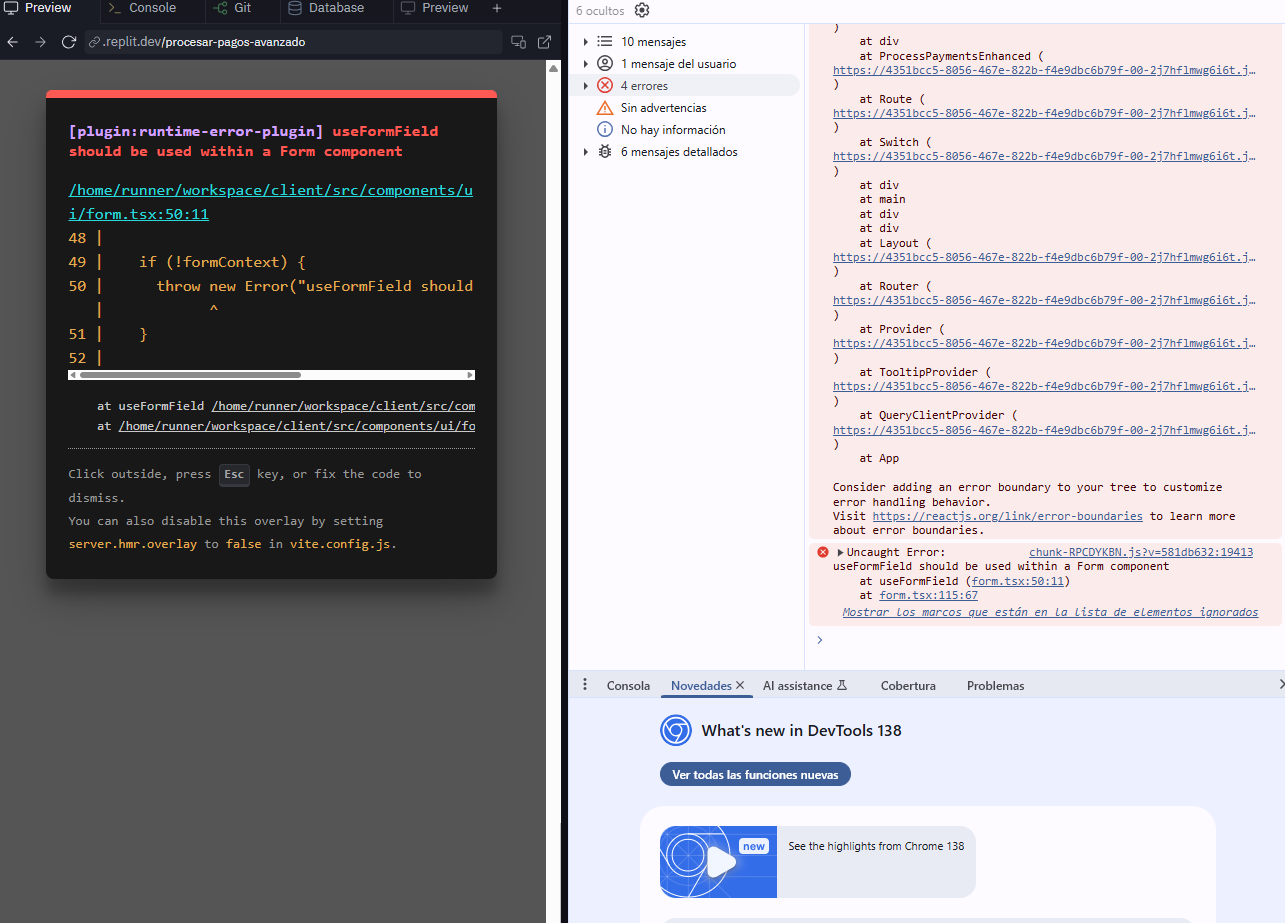 Preview
Console
Git
Database
Preview
.replit.dev/procesar-pagos-avanzado
[plugin:runtime-error-plugin] useFormField
should be used within a Form component
/home/runner/workspace/client/src/components/u
i/form.tsx:50:11
48 |
49 |    if (!formContext) {
50 |      throw new Error("useFormField should
|            ^
51 |    }
52 |
at useFormField /home/runner/workspace/client/src/com
at /home/runner/workspace/client/src/components/ui/fo
Click outside, press Esc key, or fix the code to
dismiss.
You can also disable this overlay by setting
server.hmr.overlay to false in vite.config.js.
6 ocultos
10 mensajes
1 mensaje del usuario
4 errores
Sin advertencias
No hay información
6 mensajes detallados
)
at div
at ProcessPaymentsEnhanced (
https://4351bcc5-8056-467e-822b-f4e9dbc6b79f-00-2j7hflmwg6i6t.j…
)
at Route (
https://4351bcc5-8056-467e-822b-f4e9dbc6b79f-00-2j7hflmwg6i6t.j…
)
at Switch (
https://4351bcc5-8056-467e-822b-f4e9dbc6b79f-00-2j7hflmwg6i6t.j…
)
at div
at main
at div
at div
at Layout (
https://4351bcc5-8056-467e-822b-f4e9dbc6b79f-00-2j7hflmwg6i6t.j…
)
at Router (
https://4351bcc5-8056-467e-822b-f4e9dbc6b79f-00-2j7hflmwg6i6t.j…
)
at Provider (
https://4351bcc5-8056-467e-822b-f4e9dbc6b79f-00-2j7hflmwg6i6t.j…
)
at TooltipProvider (
https://4351bcc5-8056-467e-822b-f4e9dbc6b79f-00-2j7hflmwg6i6t.j…
)
at QueryClientProvider (
https://4351bcc5-8056-467e-822b-f4e9dbc6b79f-00-2j7hflmwg6i6t.j…
)
at App
Consider adding an error boundary to your tree to customize
error handling behavior.
Visit https://reactjs.org/link/error-boundaries to learn more
about error boundaries.
Uncaught Error: chunk-RPCDYKBN.js?v=581db632:19413
useFormField should be used within a Form component
at useFormField (form.tsx:50:11)
at form.tsx:115:67
Mostrar los marcos que están en la lista de elementos ignorados
Consola
Novedades
AI assistance
Cobertura
Problemas
What's new in DevTools 138
Ver todas las funciones nuevas
new
See the highlights from Chrome 138